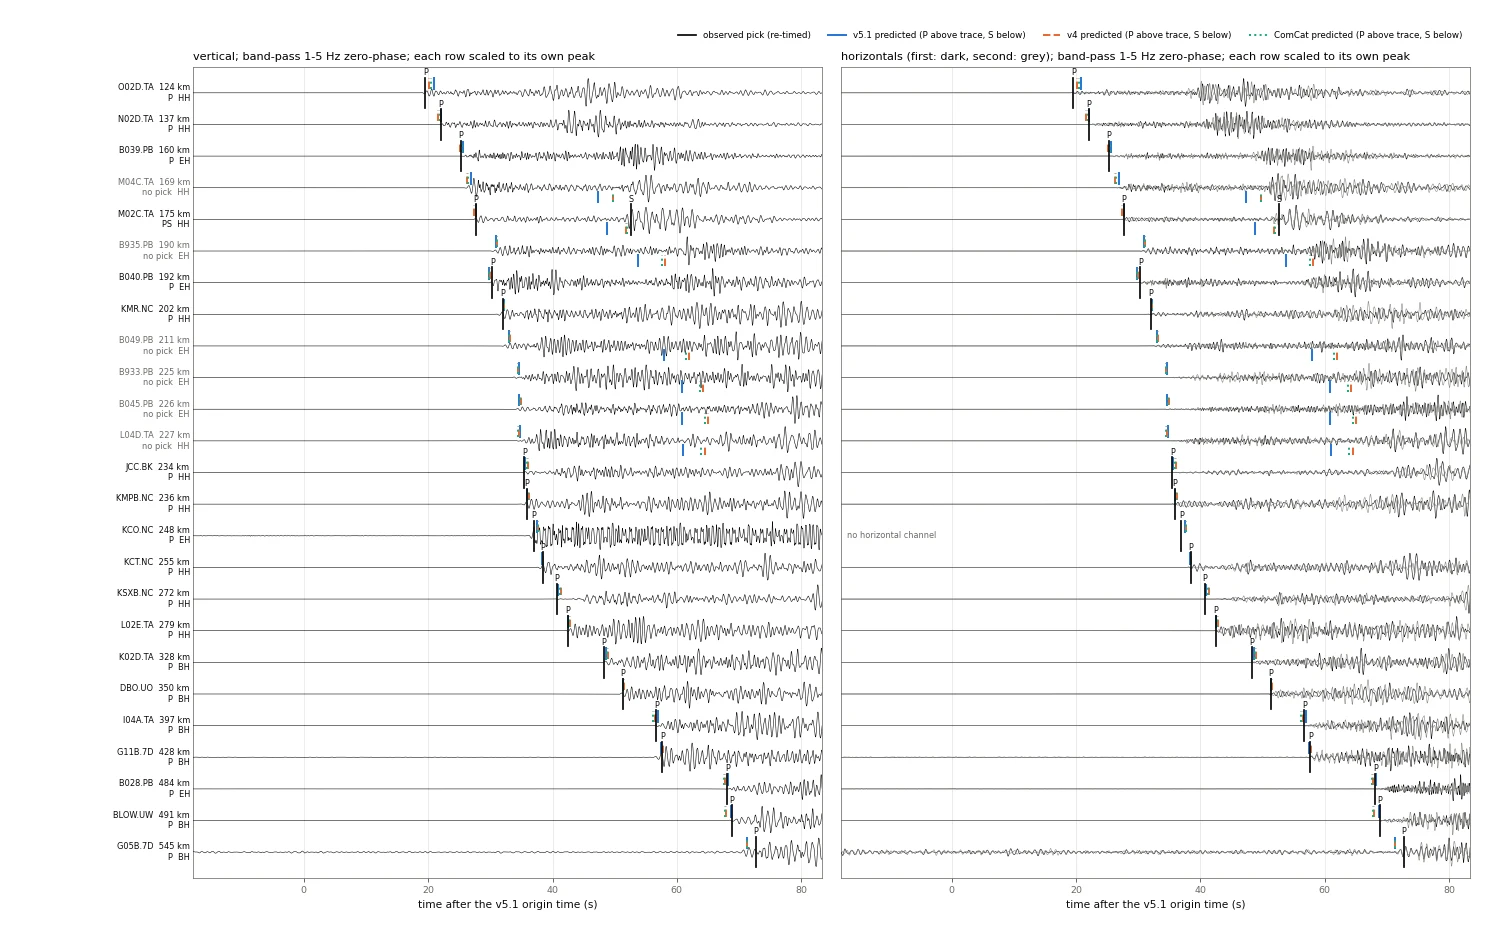 observed pick (re-timed) v5.1 predicted (P above trace, S below) v4 predicted (P above trace, S below) ComCat predicted (P above trace, S below)
vertical; band-pass 1-5 Hz zero-phase; each row scaled to its own peak
horizontals (first: dark, second: grey); band-pass 1-5 Hz zero-phase; each row scaled to its own peak
O02D.TA 124 km
P HH
N02D.TA 137 km
P HH
B039.PB 160 km
P EH
M04C.TA 169 km
no pick HH
M02C.TA 175 km
PS HH
B935.PB 190 km
no pick EH
B040.PB 192 km
P EH
KMR.NC 202 km
P HH
B049.PB 211 km
no pick EH
B933.PB 225 km
no pick EH
B045.PB 226 km
no pick EH
L04D.TA 227 km
no pick HH
JCC.BK 234 km
P HH
KMPB.NC 236 km
P HH
KCO.NC 248 km
P EH
no horizontal channel
KCT.NC 255 km
P HH
KSXB.NC 272 km
P HH
L02E.TA 279 km
P HH
K02D.TA 328 km
P BH
DBO.UO 350 km
P BH
I04A.TA 397 km
P BH
G11B.7D 428 km
P BH
B028.PB 484 km
P EH
BLOW.UW 491 km
P BH
G05B.7D 545 km
P BH
0 20 40 60 80
0 20 40 60 80
time after the v5.1 origin time (s)
time after the v5.1 origin time (s)